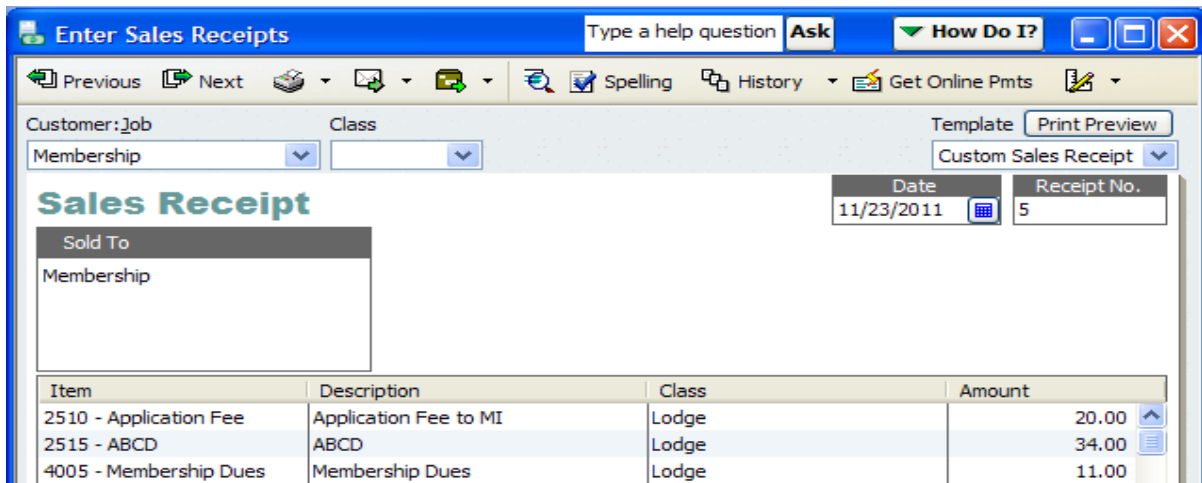 Enter Sales Receipts Type a help question Ask How Do I?
Previous Next Spelling History Get Online Pmts
Customer:Job Class Template Print Preview
Membership Custom Sales Receipt
Sales Receipt Date Receipt No.
11/23/2011 5
Sold To
Membership
Item Description Class Amount
2510 - Application Fee Application Fee to MI Lodge 20.00
2515 - ABCD ABCD Lodge 34.00
4005 - Membership Dues Membership Dues Lodge 11.00